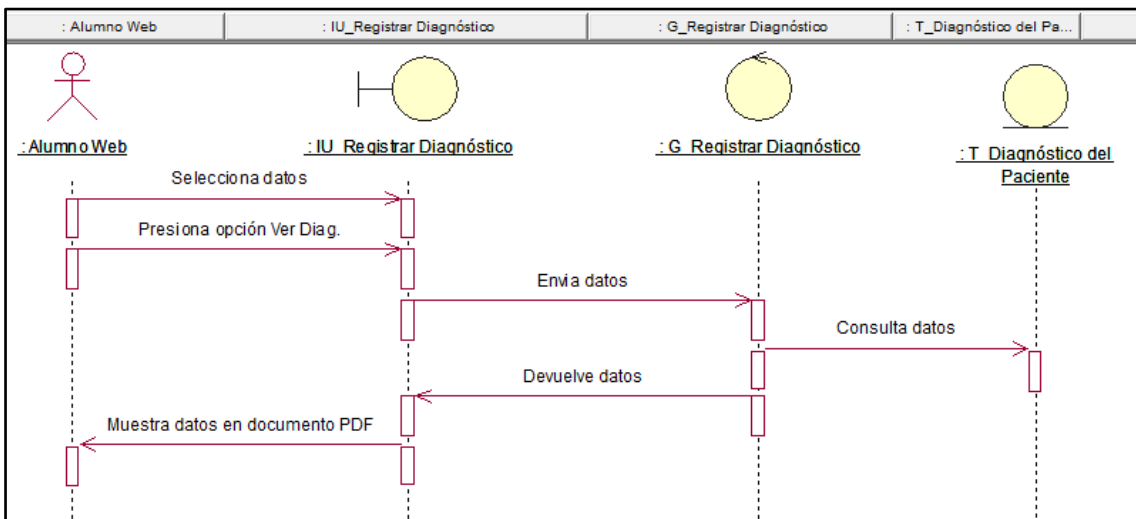 : Alumno Web
: IU_Registrar Diagnóstico
: G_Registrar Diagnóstico
: T_Diagnóstico del Pa...
: Alumno Web
: IU_Registrar Diagnóstico
: G_Registrar Diagnóstico
: T_Diagnóstico del
Paciente
Selecciona datos
Presiona opción Ver Diag.
Envia datos
Consulta datos
Devuelve datos
Muestra datos en documento PDF